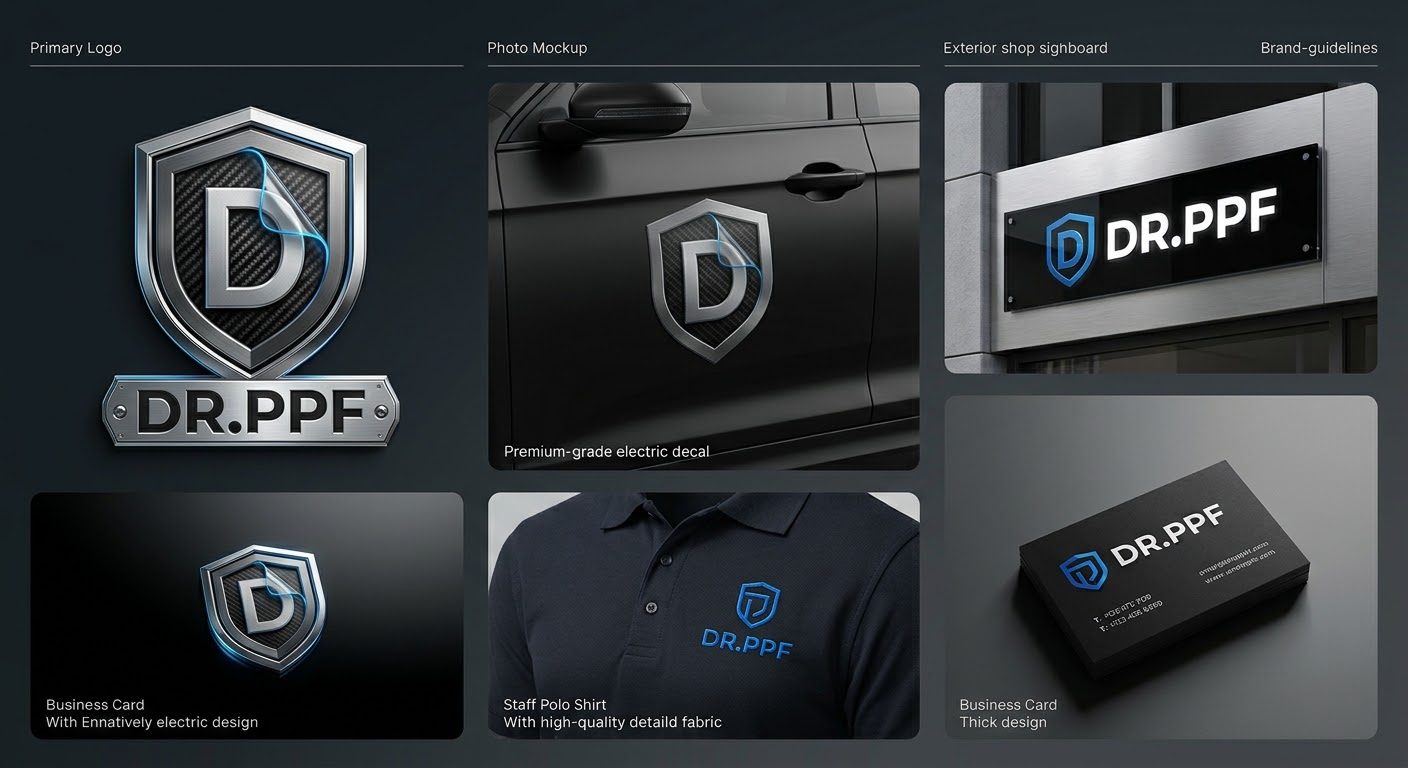 Primary Logo
Photo Mockup
Exterior shop sighboard
Brand-guidelines
D
DR.PPF
D
Premium-grade electric decal
D DR.PPF
D
Business Card
With Ennatively electric design
DR.PPF
Staff Polo Shirt
With high-quality detaild fabric
DR.PPF
Business Card
Thick design